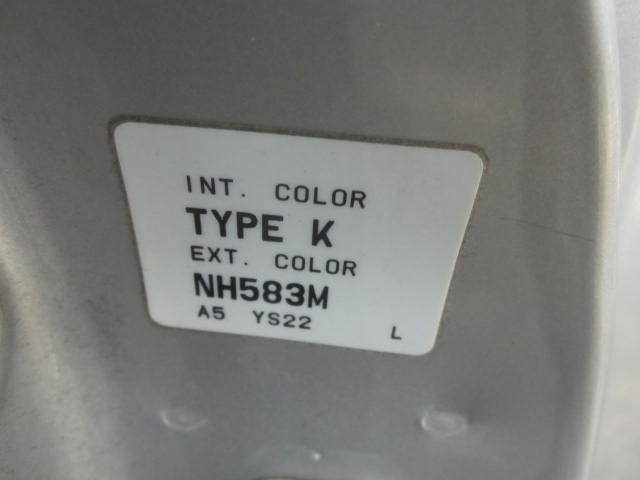 INT. COLOR
TYPE K
EXT. COLOR
NH583M
A5 YS22 L